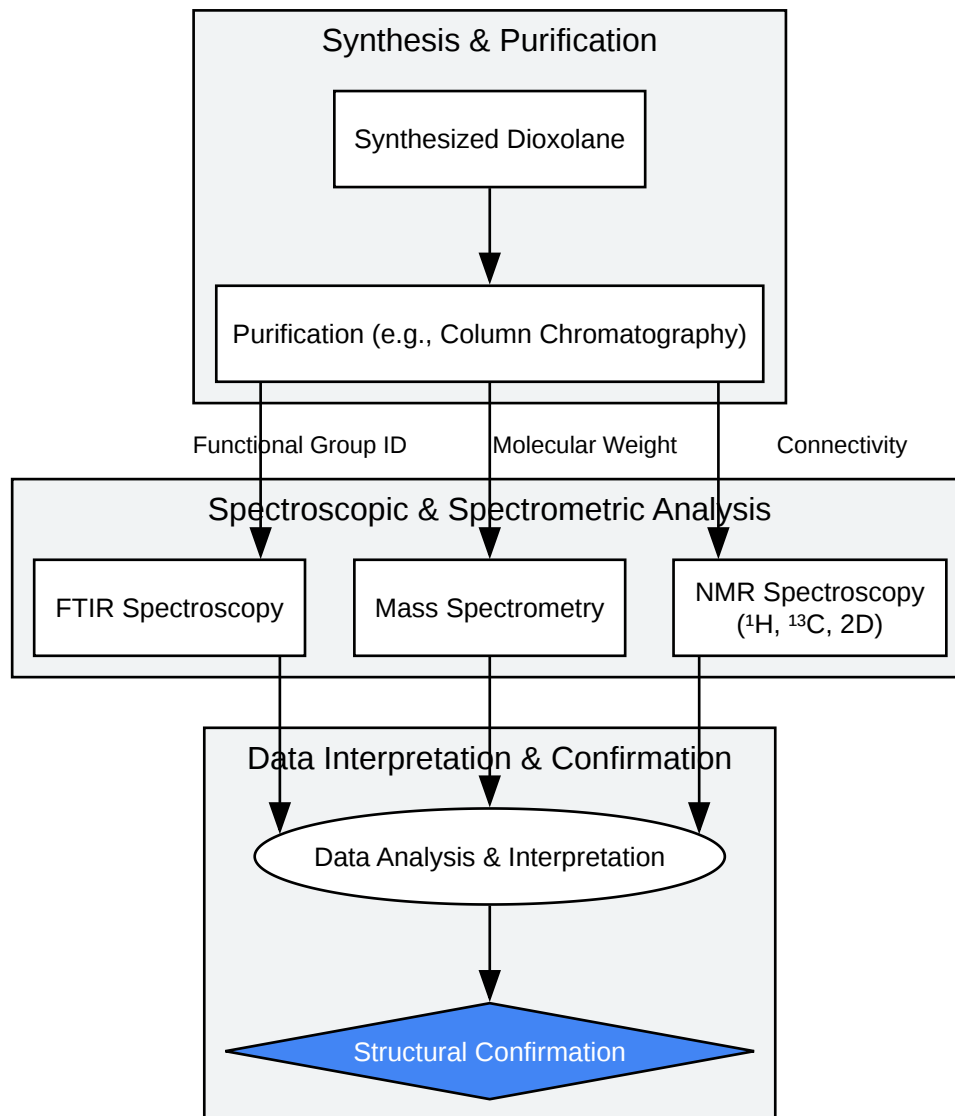 Synthesis & Purification
Synthesized Dioxolane
Purification (e.g., Column Chromatography)
Functional Group ID
Molecular Weight
Connectivity
Spectroscopic & Spectrometric Analysis
FTIR Spectroscopy
Mass Spectrometry
NMR Spectroscopy
(¹H, ¹³C, 2D)
Data Interpretation & Confirmation
Data Analysis & Interpretation
Structural Confirmation